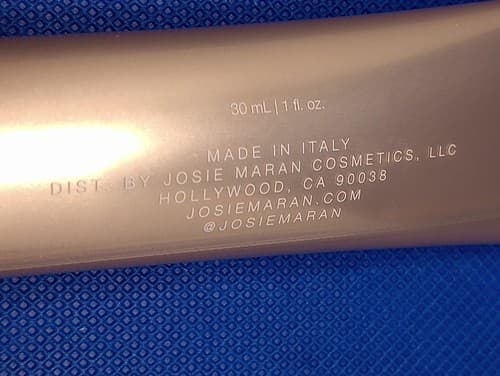 30 mL | 1 fl. oz.
MADE IN ITALY
DIST. BY JOSIE MARAN COSMETICS, LLC
HOLLYWOOD, CA 90038
JOSIEMARAN.COM
@JOSIEMARAN